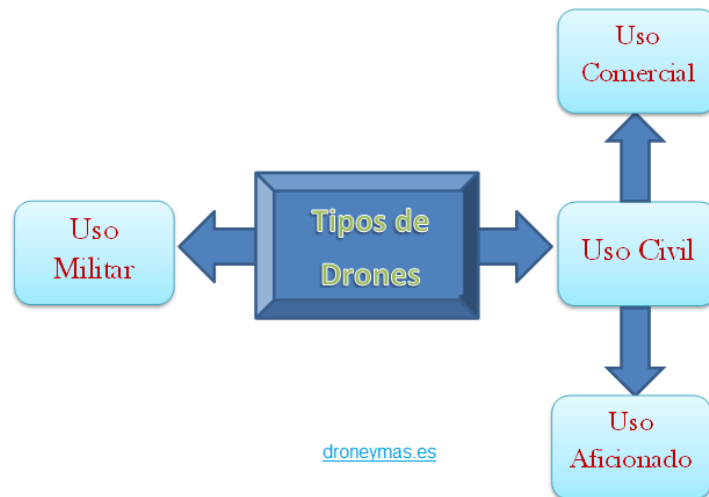 Uso
Comercial
Tipos de
Drones
Uso
Militar
Uso Civil
Uso
Aficionado
droneymas.es